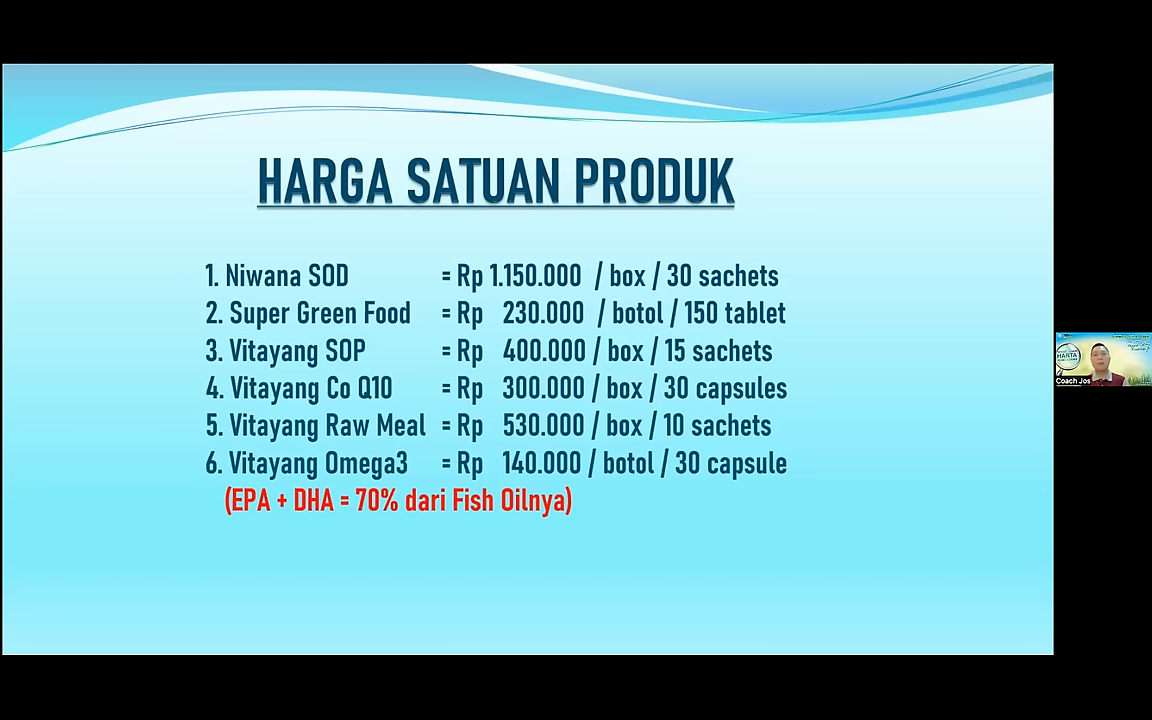 HARGA SATUAN PRODUK
1. Niwana SOD = Rp 1.150.000 / box / 30 sachets
2. Super Green Food = Rp 230.000 / botol / 150 tablet
3. Vitayang SOP = Rp 400.000 / box / 15 sachets
4. Vitayang Co Q10 = Rp 300.000 / box / 30 capsules
5. Vitayang Raw Meal = Rp 530.000 / box / 10 sachets
6. Vitayang Omega3 = Rp 140.000 / botol / 30 capsule
(EPA + DHA = 70% dari Fish Oilnya)
HARTA
Coach Jos